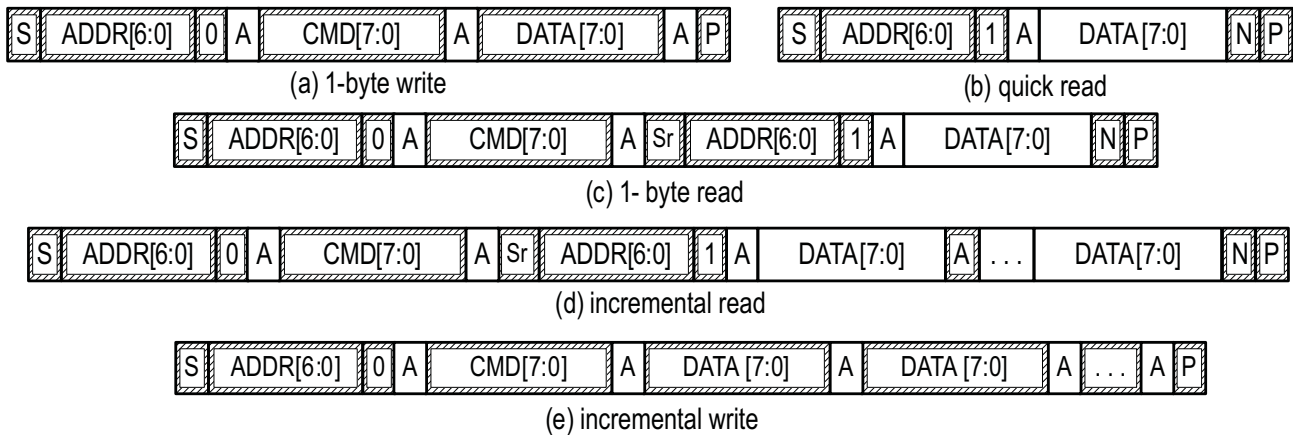 S ADDR[6:0] 0 A CMD[7:0] A DATA[7:0] A P
(a) 1-byte write
S ADDR[6:0] 1 A DATA[7:0] N P
(b) quick read
S ADDR[6:0] 0 A CMD[7:0] A Sr ADDR[6:0] 1 A DATA[7:0] N P
(c) 1- byte read
S ADDR[6:0] 0 A CMD[7:0] A Sr ADDR[6:0] 1 A DATA[7:0] A . . . DATA[7:0] N P
(d) incremental read
S ADDR[6:0] 0 A CMD[7:0] A DATA [7:0] A DATA [7:0] A . . . A P
(e) incremental write